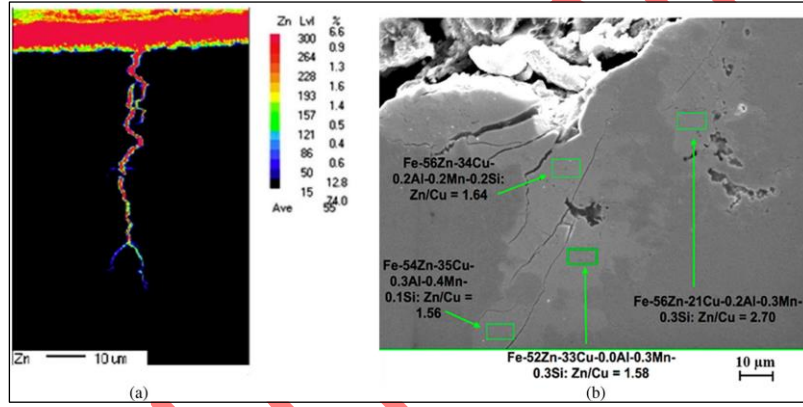 Zn Lvl %
6.6
300 0.9
264 1.3
228 1.6
193 1.4
157 0.5
121 0.4
86 0.6
50 12.8
15 74.0
Ave 55
Zn 10 um
(a)
Fe-56Zn-34Cu-
0.2Al-0.2Mn-0.2Si:
Zn/Cu = 1.64
Fe-54Zn-35Cu-
0.3Al-0.4Mn-
0.1Si: Zn/Cu =
1.56
Fe-56Zn-21Cu-0.2Al-0.3Mn-
0.3Si: Zn/Cu = 2.70
Fe-52Zn-33Cu-0.0Al-0.3Mn-
0.3Si: Zn/Cu = 1.58
10 µm
(b)